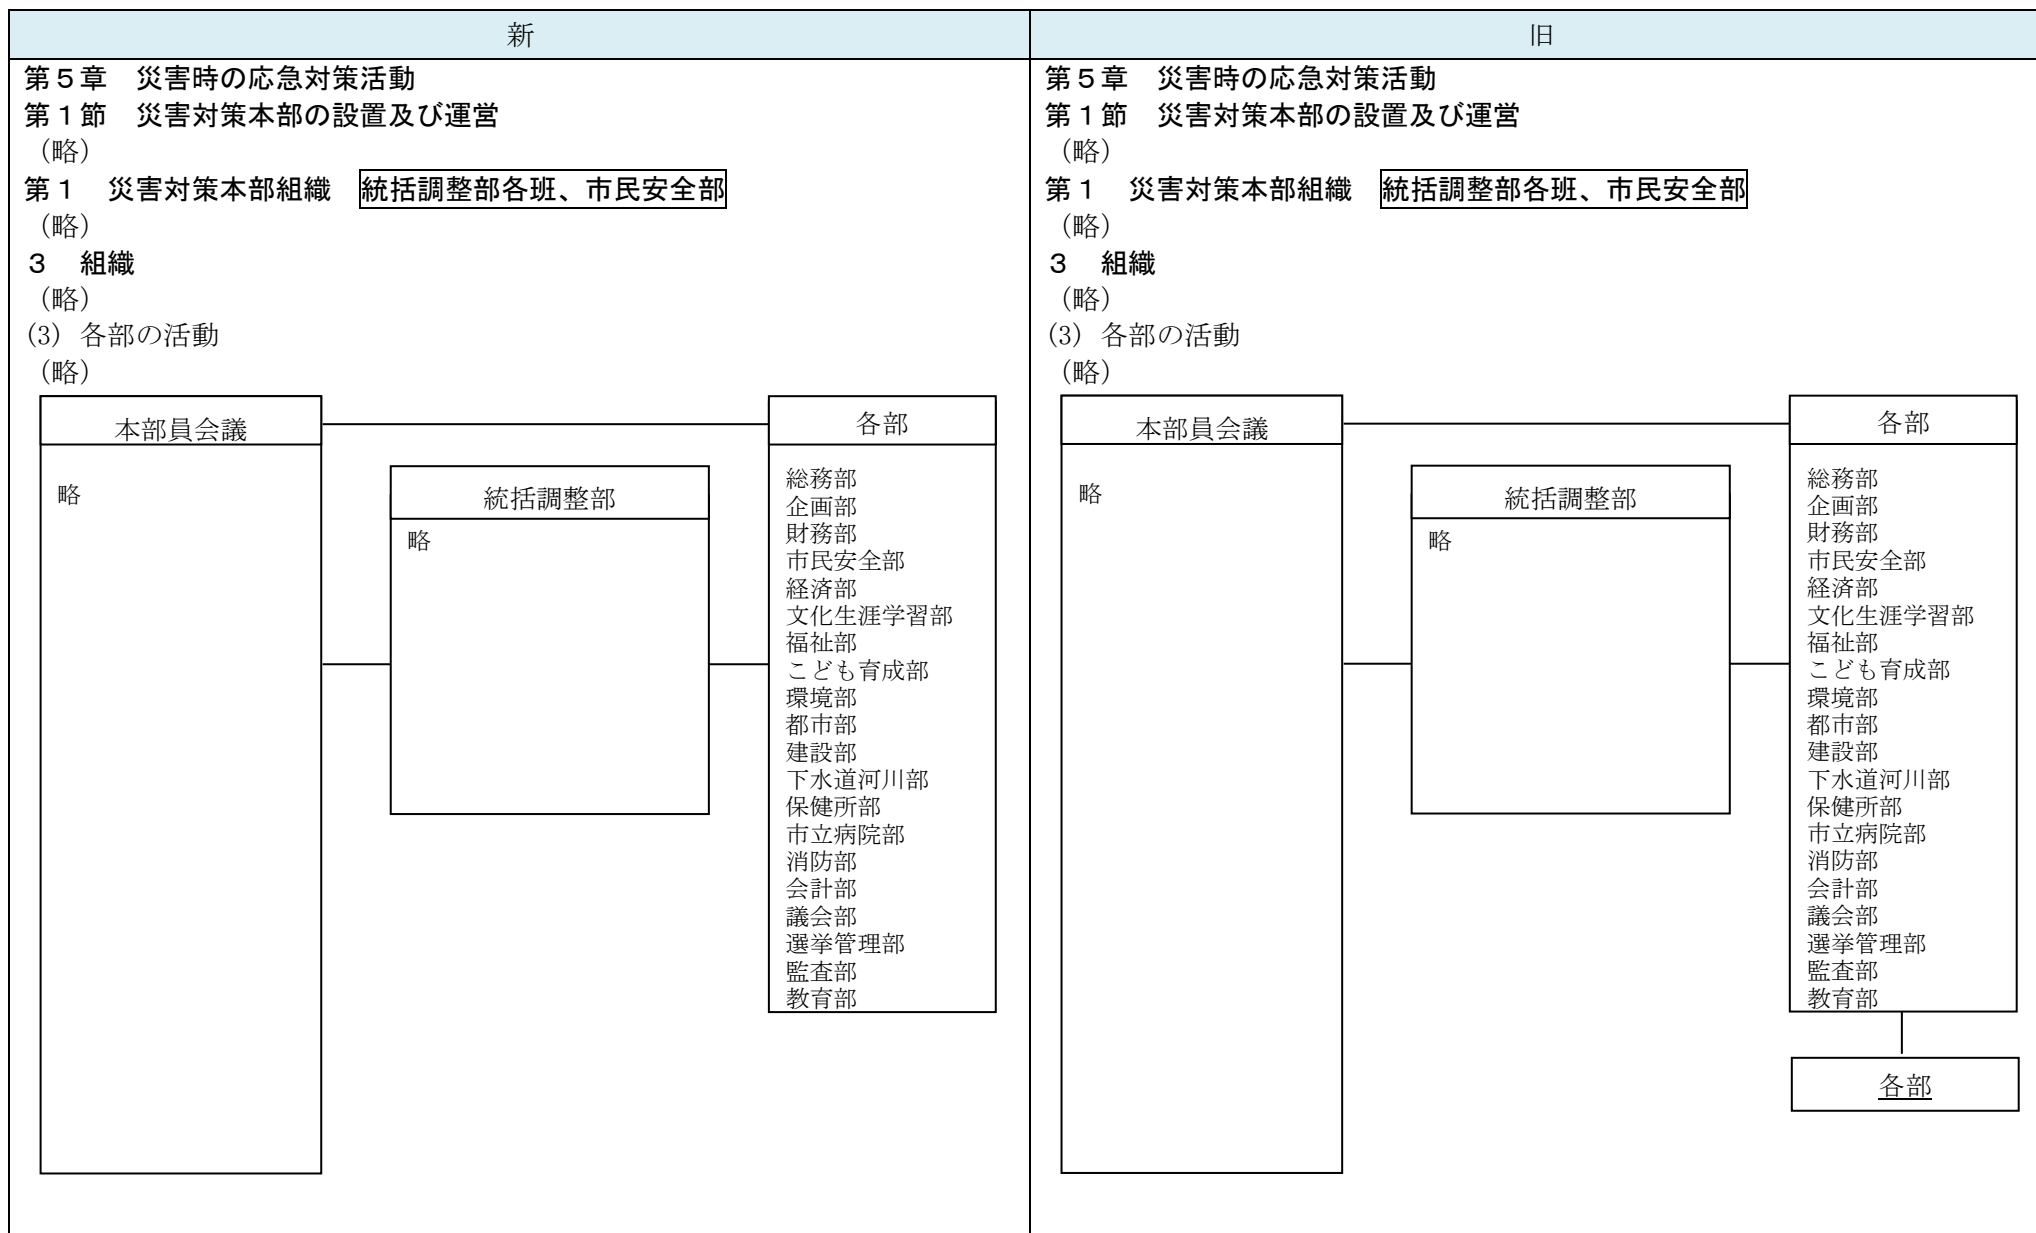 新
第５章　災害時の応急対策活動
第１節　災害対策本部の設置及び運営
（略）
第１　災害対策本部組織　統括調整部各班、市民安全部
（略）
３　組織
（略）
(3) 各部の活動
（略）
本部員会議
略
統括調整部
略
各部
総務部
企画部
財務部
市民安全部
経済部
文化生涯学習部
福祉部
こども育成部
環境部
都市部
建設部
下水道河川部
保健所部
市立病院部
消防部
会計部
議会部
選挙管理部
監査部
教育部
旧
第５章　災害時の応急対策活動
第１節　災害対策本部の設置及び運営
（略）
第１　災害対策本部組織　統括調整部各班、市民安全部
（略）
３　組織
（略）
(3) 各部の活動
（略）
本部員会議
略
統括調整部
略
各部
総務部
企画部
財務部
市民安全部
経済部
文化生涯学習部
福祉部
こども育成部
環境部
都市部
建設部
下水道河川部
保健所部
市立病院部
消防部
会計部
議会部
選挙管理部
監査部
教育部
各部